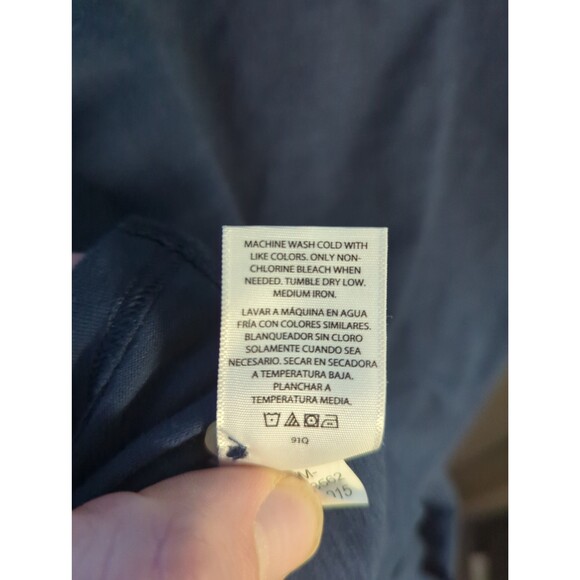 MACHINE WASH COLD WITH
LIKE COLORS. ONLY NON-
CHLORINE BLEACH WHEN
NEEDED. TUMBLE DRY LOW.
MEDIUM IRON.
LAVAR A MÁQUINA EN AGUA
FRÍA CON COLORES SIMILARES.
BLANQUEADOR SIN CLORO
SOLAMENTE CUANDO SEA
NECESARIO. SECAR EN SECADORA
A TEMPERATURA BAJA.
PLANCHAR A
TEMPERATURA MEDIA.
91Q